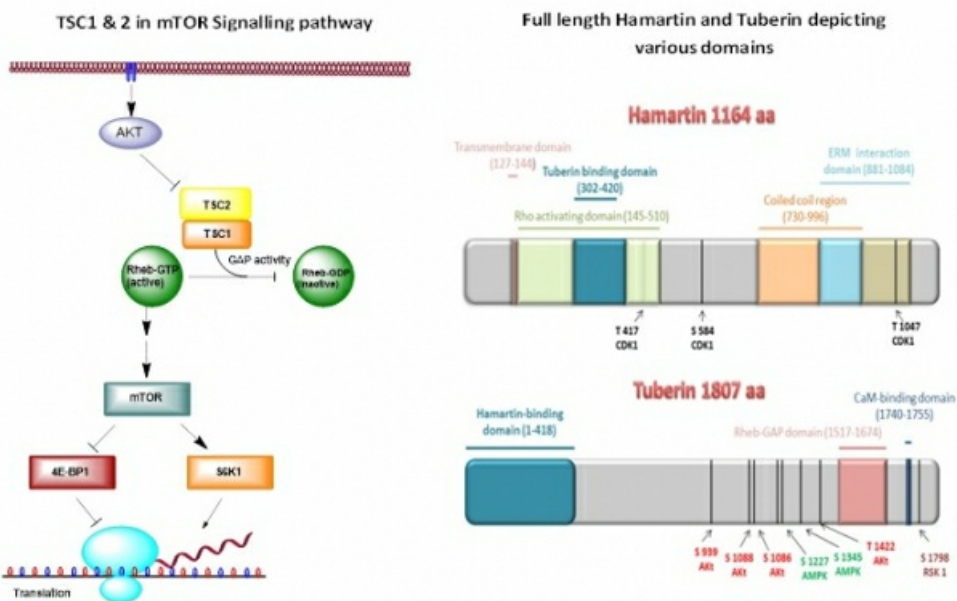 TSC1 & 2 in mTOR Signalling pathway
AKT
TSC2
TSC1
GAP activity
Rheb-GTP
(active)
Rheb-GDP
(inactive)
mTOR
4E-BP1
S6K1
Translation
Full length Hamartin and Tuberin depicting
various domains
Hamartin 1164 aa
Transmembrane domain
(127-144)
Tuberin binding domain
(302-420)
Rho activating domain (145-510)
ERM interaction
domain (881-1084)
Coiled coil region
(730-996)
T 417
CDK1
S 584
CDK1
T 1047
CDK1
Tuberin 1807 aa
Hamartin-binding
domain (1-418)
Rheb-GAP domain (1517-1674)
CaM-binding domain
(1740-1755)
S 939
AKt
S 1088
AKt
S 1086
AKt
S 1227
AMPK
S 1345
AMPK
T 1422
AKt
S 1798
RSK 1